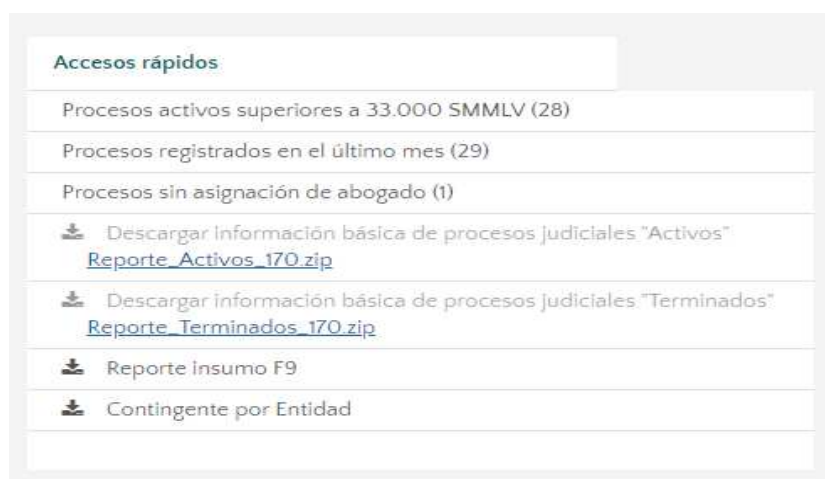 Accesos rápidos
Procesos activos superiores a 33.000 SMMLV (28)
Procesos registrados en el último mes (29)
Procesos sin asignación de abogado (1)
Descargar información básica de procesos judiciales "Activos"
Reporte_Activos_170.zip
Descargar información básica de procesos judiciales "Terminados"
Reporte_Terminados_170.zip
Reporte insumo F9
Contingente por Entidad